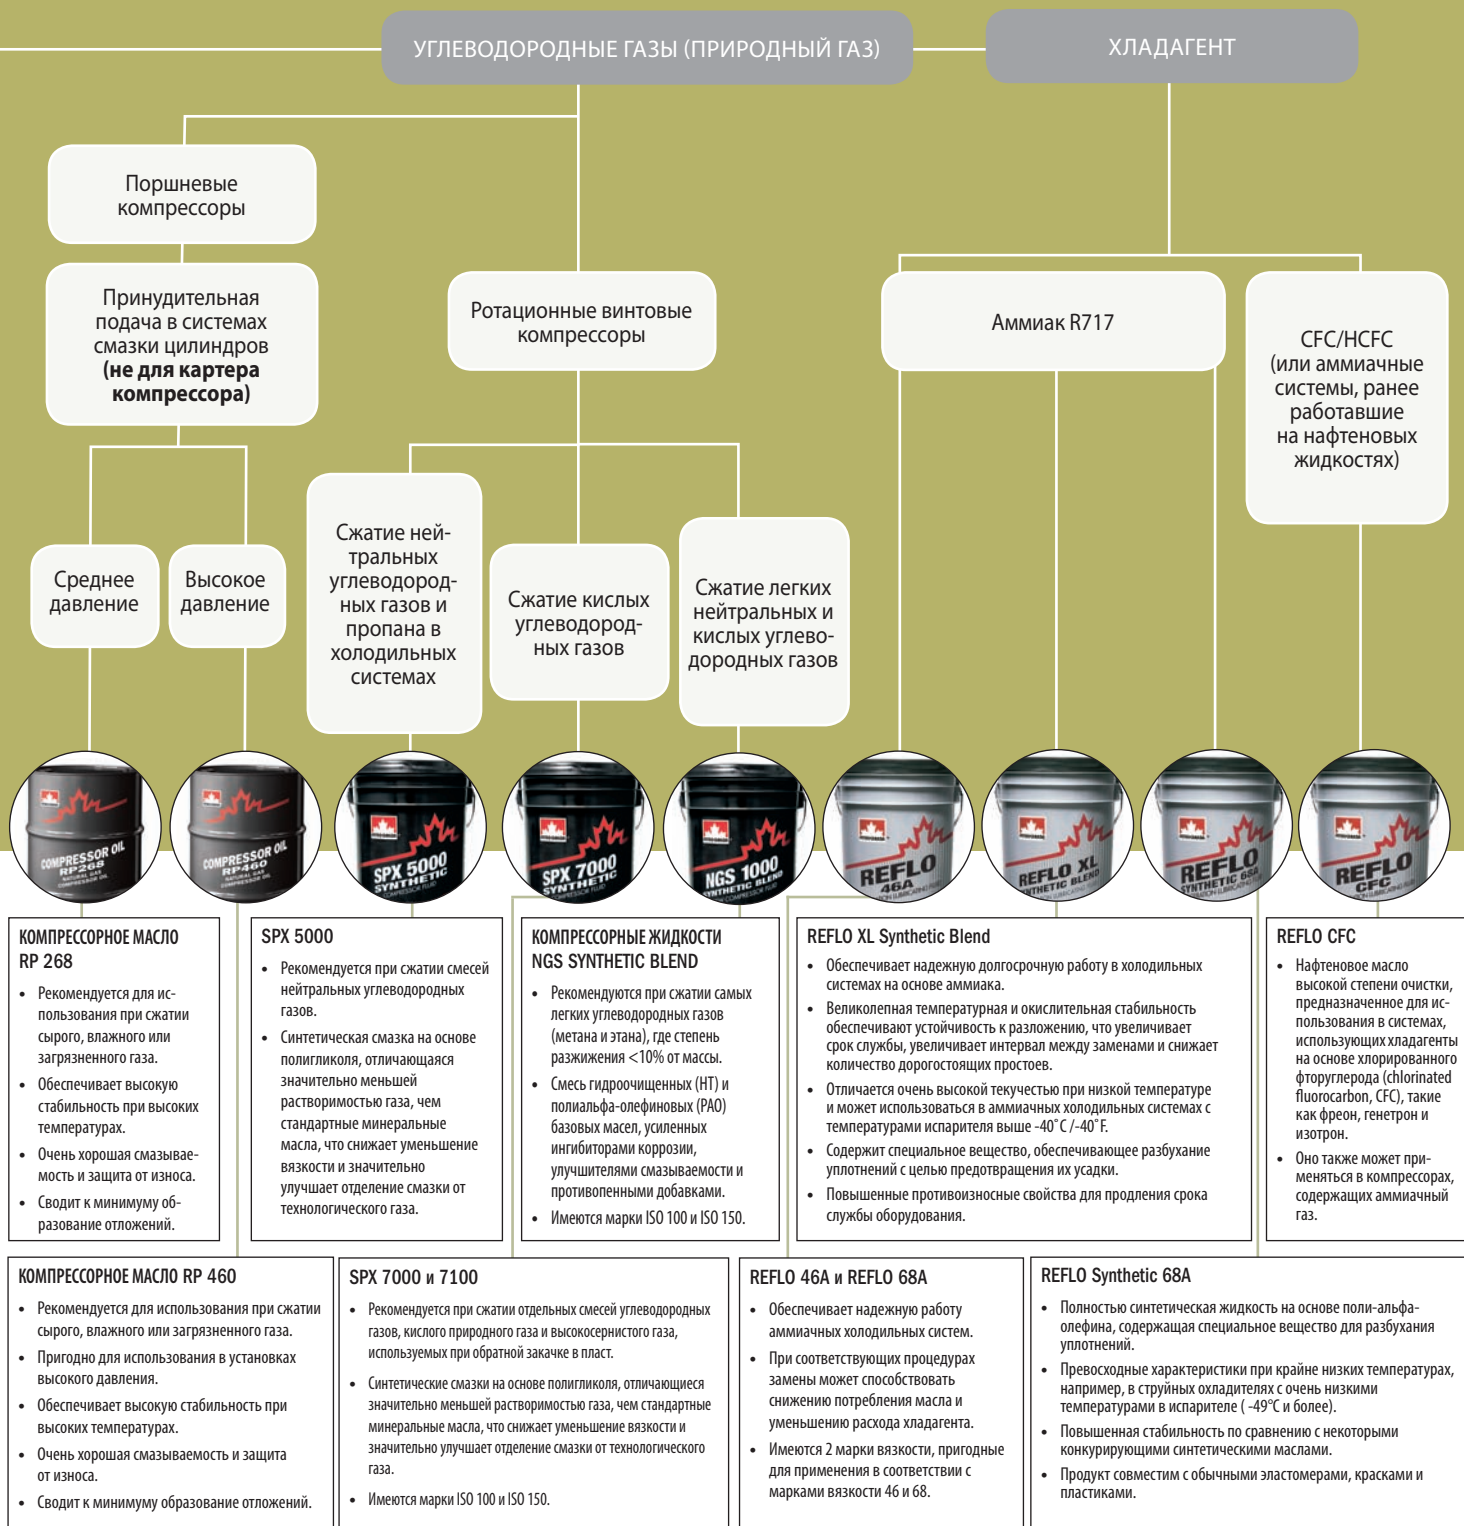 УГЛЕВОДОРОДНЫЕ ГАЗЫ (ПРИРОДНЫЙ ГАЗ)
ХЛАДАГЕНТ
Поршневые
компрессоры
Принудительная
подача в системах
смазки цилиндров
(не для картера
компрессора)
Ротационные винтовые
компрессоры
Аммиак R717
CFC/HCFC
(или аммиачные
системы, ранее
работавшие
на нафтеновых
жидкостях)
Среднее
давление
Высокое
давление
Сжатие ней-
тральных
углеводород-
ных газов и
пропана в
холодильных
системах
Сжатие кислых
углеводород-
ных газов
Сжатие легких
нейтральных и
кислых углево-
дородных газов
COMPRESSOR OIL
RP268
NATURAL GAS
COMPRESSOR OIL
COMPRESSOR OIL
RP460
NATURAL GAS
COMPRESSOR OIL
SPX 5000
SYNTHETIC
COMPRESSOR FLUID
SPX 7000
SYNTHETIC
COMPRESSOR FLUID
NGS 1000
SYNTHETIC BLEND
COMPRESSOR FLUID
REFLO
46A
REFLO XL
SYNTHETIC BLEND
REFLO
SYNTHETIC 68A
REFLO
CFC
КОМПРЕССОРНОЕ МАСЛО
RP 268
• Рекомендуется для ис-
пользования при сжатии
сырого, влажного или
загрязненного газа.
• Обеспечивает высокую
стабильность при высоких
температурах.
• Очень хорошая смазывае-
мость и защита от износа.
• Сводит к минимуму об-
разование отложений.
SPX 5000
• Рекомендуется при сжатии смесей
нейтральных углеводородных
газов.
• Синтетическая смазка на основе
полигликоля, отличающаяся
значительно меньшей
растворимостью газа, чем
стандартные минеральные
масла, что снижает уменьшение
вязкости и значительно
улучшает отделение смазки от
технологического газа.
КОМПРЕССОРНЫЕ ЖИДКОСТИ
NGS SYNTHETIC BLEND
• Рекомендуются при сжатии самых
легких углеводородных газов
(метана и этана), где степень
разжижения <10% от массы.
• Смесь гидроочищенных (HT) и
полиальфа-олефиновых (PAO)
базовых масел, усиленных
ингибиторами коррозии,
улучшителями смазываемости и
противопенными добавками.
• Имеются марки ISO 100 и ISO 150.
REFLO XL Synthetic Blend
• Обеспечивает надежную долгосрочную работу в холодильных
системах на основе аммиака.
• Великолепная температурная и окислительная стабильность
обеспечивают устойчивость к разложению, что увеличивает
срок службы, увеличивает интервал между заменами и снижает
количество дорогостоящих простоев.
• Отличается очень высокой текучестью при низкой температуре
и может использоваться в аммиачных холодильных системах с
температурами испарителя выше -40˚C /-40˚F.
• Содержит специальное вещество, обеспечивающее разбухание
уплотнений с целью предотвращения их усадки.
• Повышенные противоизносные свойства для продления срока
службы оборудования.
REFLO CFC
• Нафтеновое масло
высокой степени очистки,
предназначенное для ис-
пользования в системах,
использующих хладагенты
на основе хлорированного
фторуглерода (chlorinated
fluorocarbon, CFC), такие
как фреон, генетрон и
изотрон.
• Оно также может при-
меняться в компрессорах,
содержащих аммиачный
газ.
КОМПРЕССОРНОЕ МАСЛО RP 460
• Рекомендуется для использования при сжатии
сырого, влажного или загрязненного газа.
• Пригодно для использования в установках
высокого давления.
• Обеспечивает высокую стабильность при
высоких температурах.
• Очень хорошая смазываемость и защита
от износа.
• Сводит к минимуму образование отложений.
SPX 7000 и 7100
• Рекомендуется при сжатии отдельных смесей углеводородных
газов, кислого природного газа и высокосернистого газа,
используемых при обратной закачке в пласт.
• Синтетические смазки на основе полигликоля, отличающиеся
значительно меньшей растворимостью газа, чем стандартные
минеральные масла, что снижает уменьшение вязкости и
значительно улучшает отделение смазки от технологического
газа.
• Имеются марки ISO 100 и ISO 150.
REFLO 46A и REFLO 68A
• Обеспечивает надежную работу
аммиачных холодильных систем.
• При соответствующих процедурах
замены может способствовать
снижению потребления масла и
уменьшению расхода хладагента.
• Имеются 2 марки вязкости, пригодные
для применения в соответствии с
марками вязкости 46 и 68.
REFLO Synthetic 68A
• Полностью синтетическая жидкость на основе поли-альфа-
олефина, содержащая специальное вещество для разбухания
уплотнений.
• Превосходные характеристики при крайне низких температурах,
например, в струйных охладителях с очень низкими
температурами в испарителе ( -49°C и более).
• Повышенная стабильность по сравнению с некоторыми
конкурирующими синтетическими маслами.
• Продукт совместим с обычными эластомерами, красками и
пластиками.